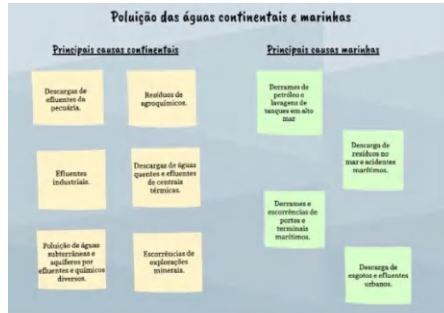 Poluição das águas continentais e marinhas
Principais causas continentais
Principais causas marinhas
Descargas de
efluentes da
pecuária.
Resíduos de
agroquímicos.
Efluentes
industriais.
Descargas de águas
quentes e efluentes
de centrais
térmicas.
Poluição de águas
subterrâneas e
aquíferos por
efluentes e químicos
diversos.
Escorrências de
explorações
minerais.
Derrames de
petróleo e
lavagens de
tanques em alto
mar
Descarga de
resíduos no
mar e acidentes
marítimos.
Derrames e
escorrências de
portos e
terminais
marítimos.
Descarga de
esgotos e efluentes
urbanos.